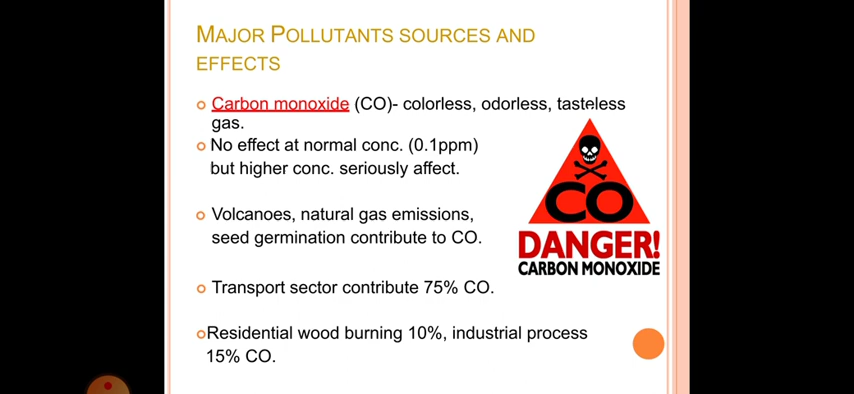 MAJOR POLLUTANTS SOURCES AND
EFFECTS
Carbon monoxide (CO)- colorless, odorless, tasteless
gas.
No effect at normal conc. (0.1ppm)
but higher conc. seriously affect.
CO
DANGER!
CARBON MONOXIDE
Volcanoes, natural gas emissions,
seed germination contribute to CO.
Transport sector contribute 75% CO.
Residential wood burning 10%, industrial process
15% CO.